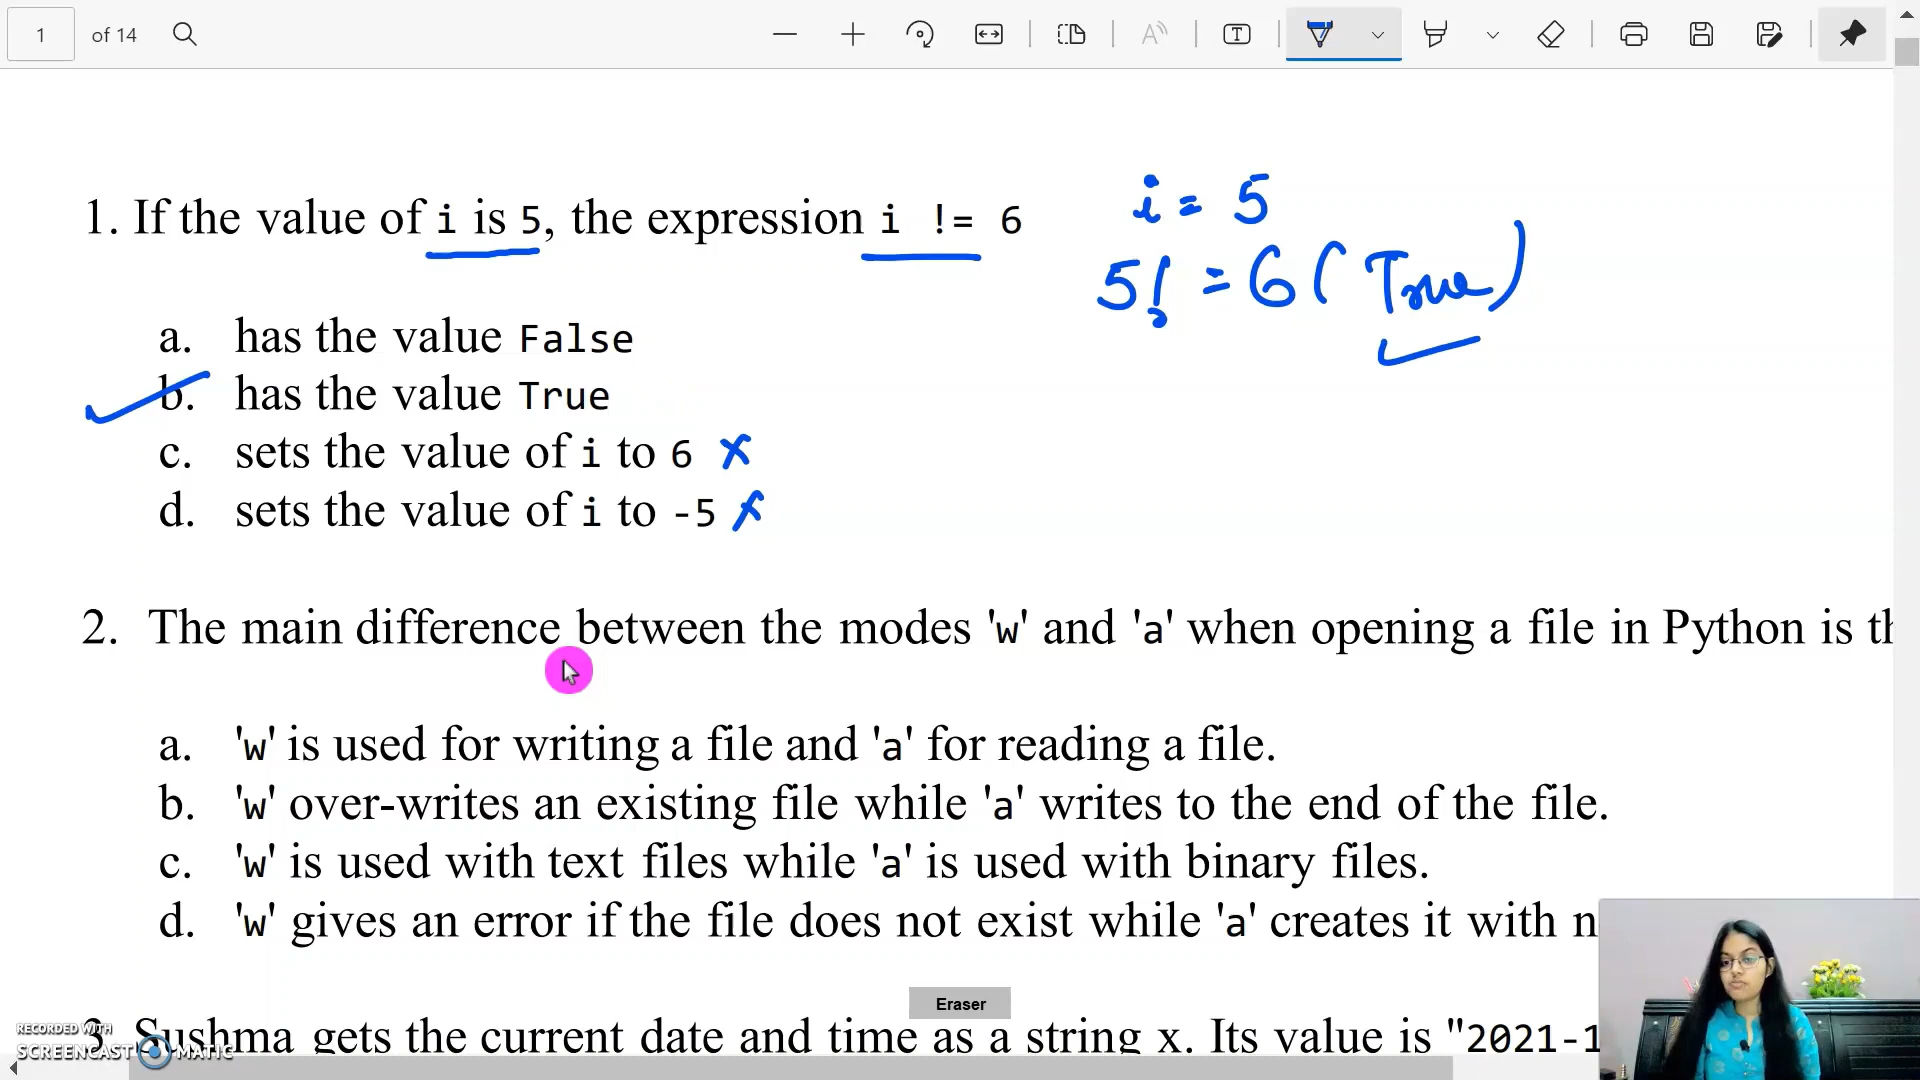 1 of 14
1. If the value of i is 5, the expression i != 6
i = 5
5! = 6 (True)
a. has the value False
b. has the value True
c. sets the value of i to 6 x
d. sets the value of i to -5 x
2. The main difference between the modes 'w' and 'a' when opening a file in Python is th
a. 'w' is used for writing a file and 'a' for reading a file.
b. 'w' over-writes an existing file while 'a' writes to the end of the file.
c. 'w' is used with text files while 'a' is used with binary files.
d. 'w' gives an error if the file does not exist while 'a' creates it with n
Eraser
3. Sushma gets the current date and time as a string x. Its value is "2021-1
RECORDED WITH
SCREENCAST MATIC